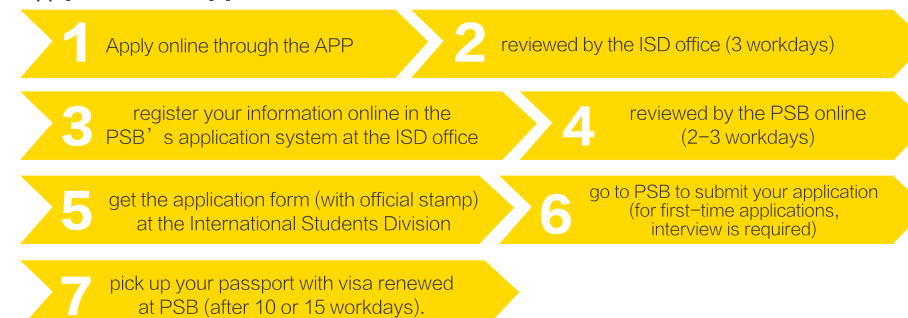 1 Apply online through the APP
2 reviewed by the ISD office (3 workdays)
3 register your information online in the
PSB's application system at the ISD office
4 reviewed by the PSB online
(2-3 workdays)
5 get the application form (with official stamp)
at the International Students Division
6 go to PSB to submit your application
(for first-time applications,
interview is required)
7 pick up your passport with visa renewed
at PSB (after 10 or 15 workdays).